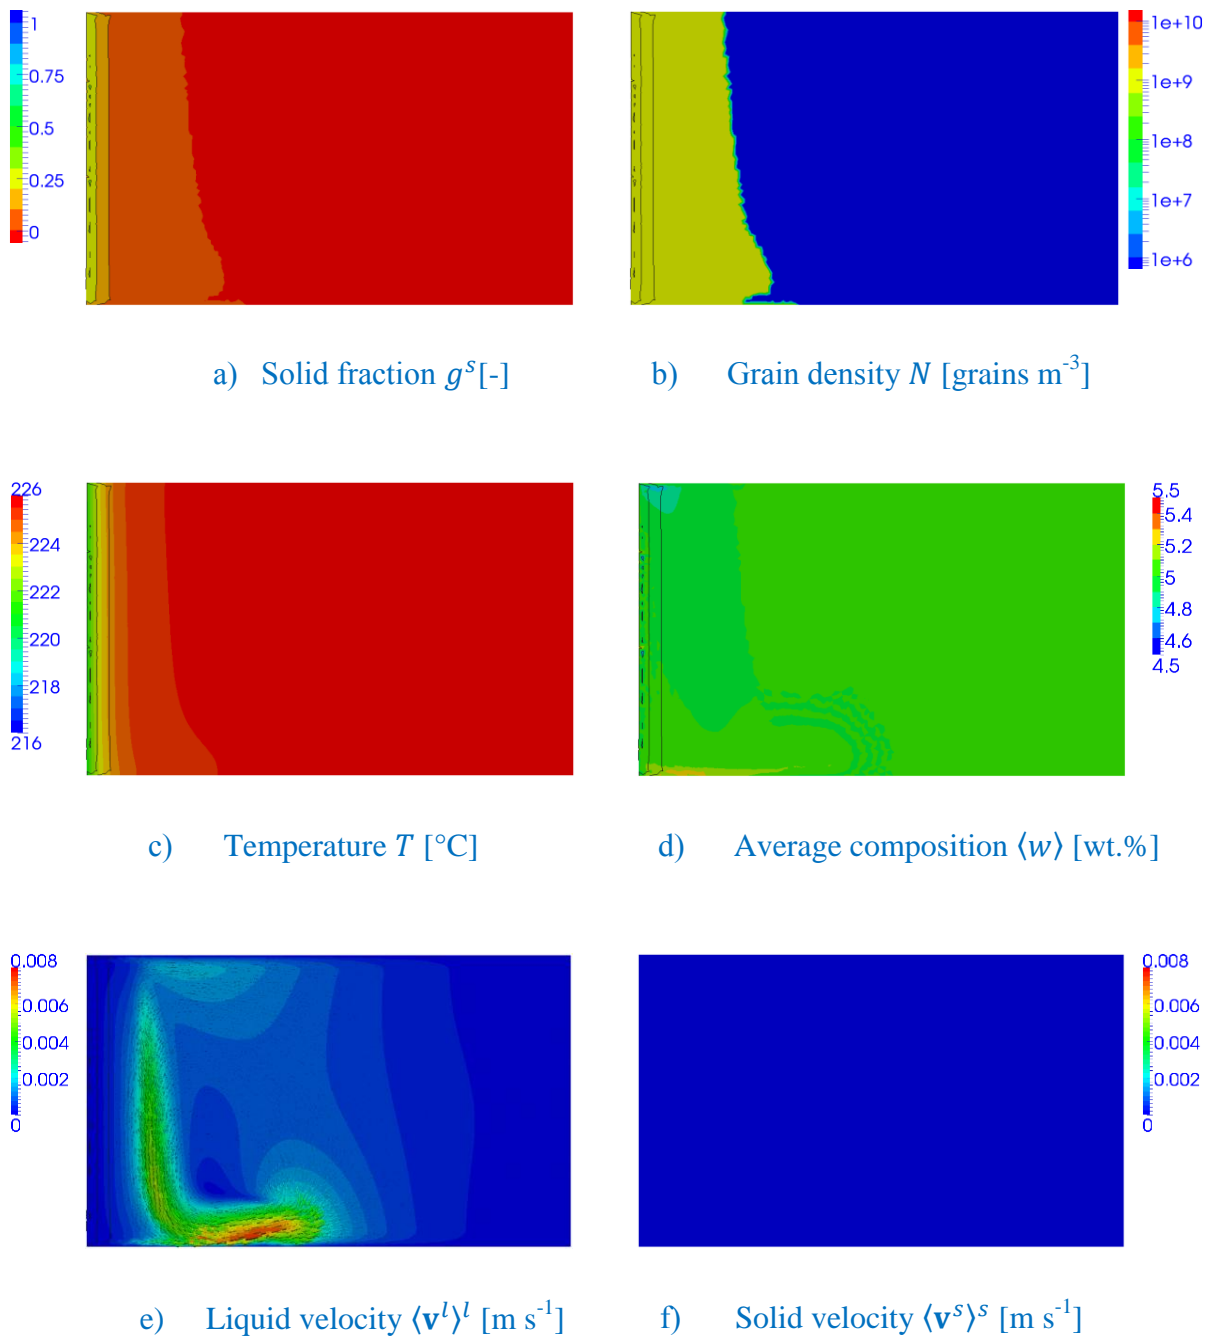 1
0.75
0.5
0.25
0
1e+10
1e+9
1e+8
1e+7
1e+6
a) Solid fraction gˢ[-]
b) Grain density N [grains m⁻³]
226
224
222
220
218
216
5.5
5.4
5.2
5
4.8
4.6
4.5
c) Temperature T [°C]
d) Average composition ⟨w⟩ [wt.%]
0.008
0.006
0.004
0.002
0
0.008
0.006
0.004
0.002
0
e) Liquid velocity ⟨𝐯ˡ⟩ˡ [m s⁻¹]
f) Solid velocity ⟨𝐯ˢ⟩ˢ [m s⁻¹]